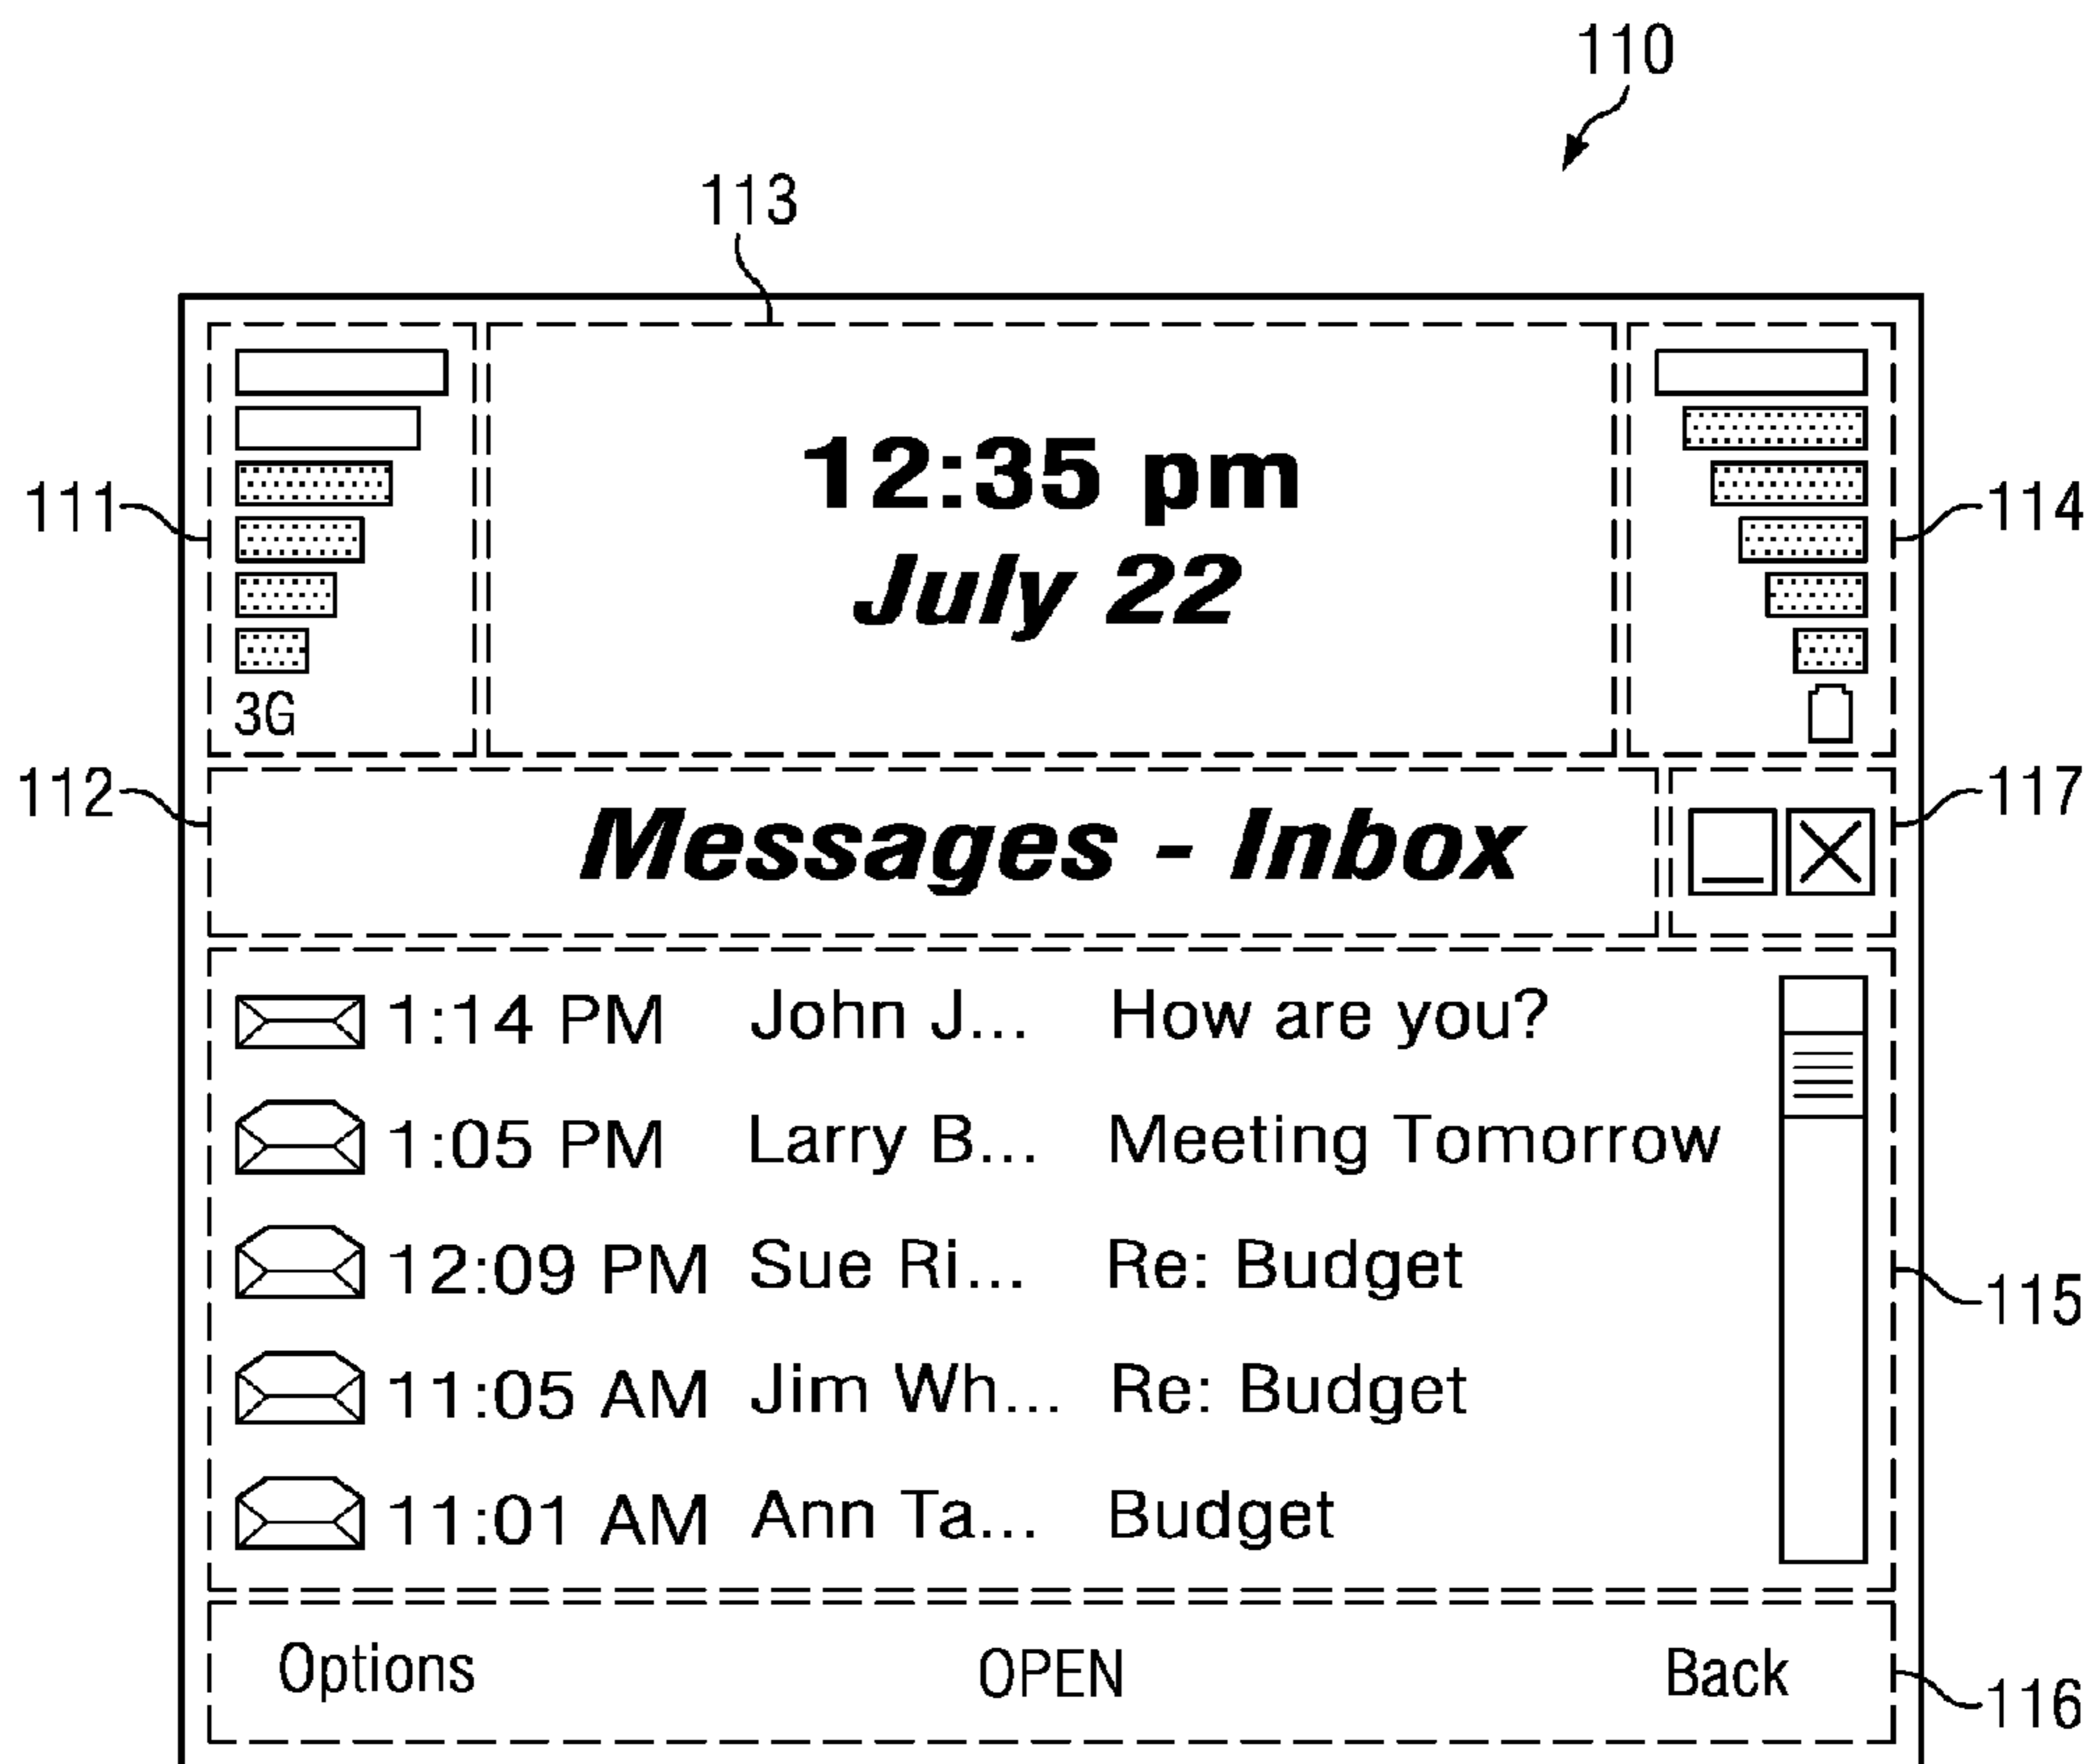 110
113
12:35 pm
July 22
111
114
3G
112
Messages - Inbox
117
1:14 PM John J... How are you?
1:05 PM Larry B... Meeting Tomorrow
12:09 PM Sue Ri... Re: Budget
115
11:05 AM Jim Wh... Re: Budget
11:01 AM Ann Ta... Budget
Options OPEN Back
116